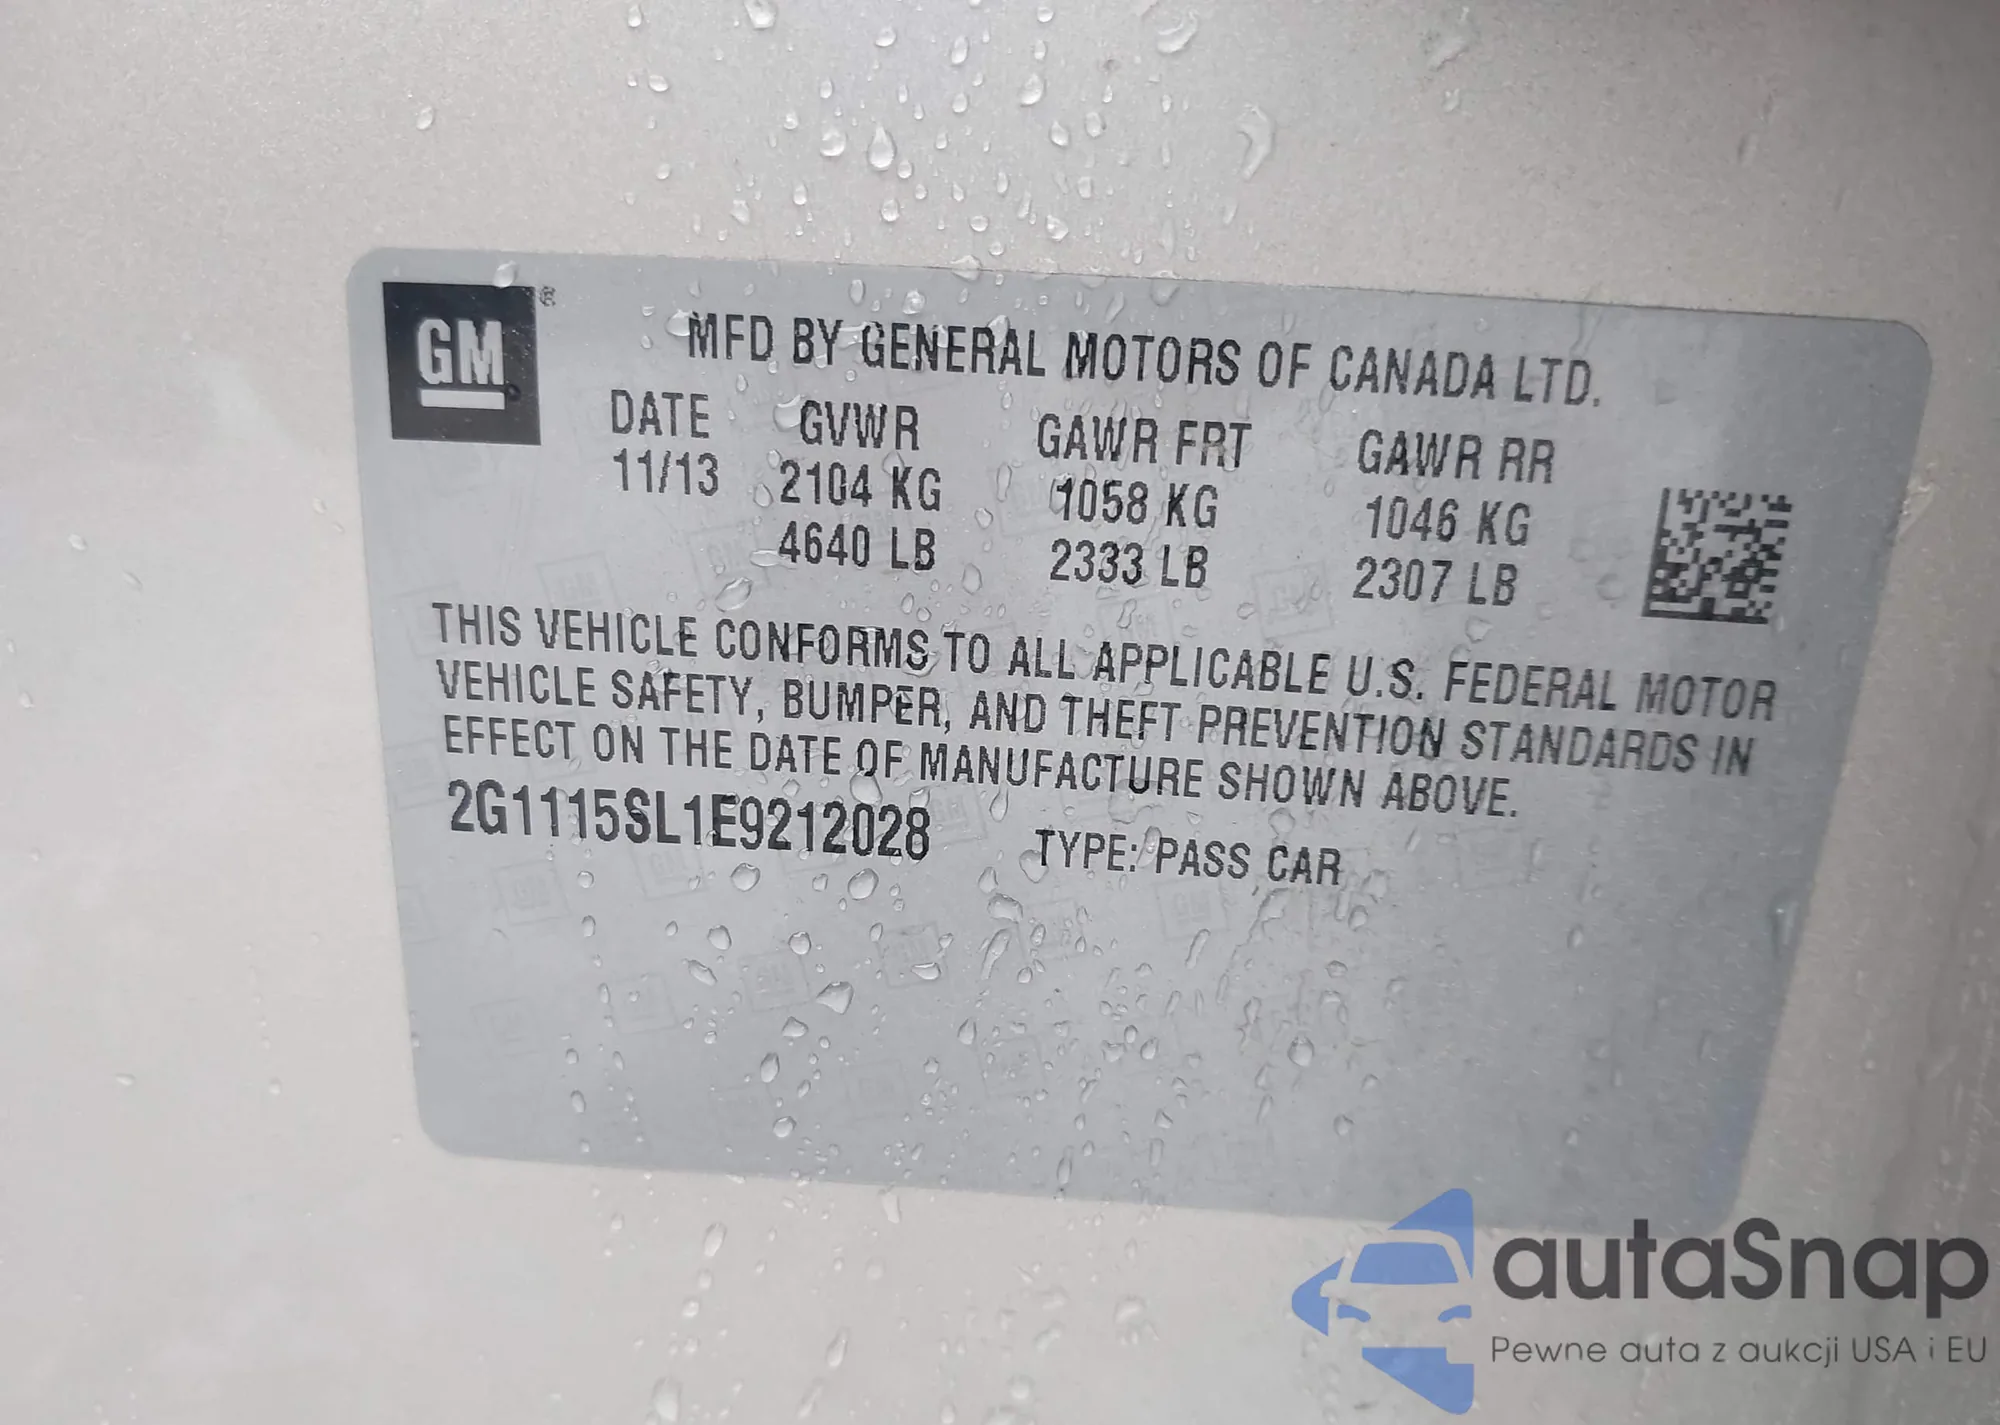 GM
MFD BY GENERAL MOTORS OF CANADA LTD.
DATE GVWR GAWR FRT GAWR RR
11/13 2104 KG 1058 KG 1046 KG
4640 LB 2333 LB 2307 LB
THIS VEHICLE CONFORMS TO ALL APPLICABLE U.S. FEDERAL MOTOR
VEHICLE SAFETY, BUMPER, AND THEFT PREVENTION STANDARDS IN
EFFECT ON THE DATE OF MANUFACTURE SHOWN ABOVE.
2G1115SL1E9212028 TYPE: PASS CAR
autaSnap
Pewne auta z aukcji USA i EU